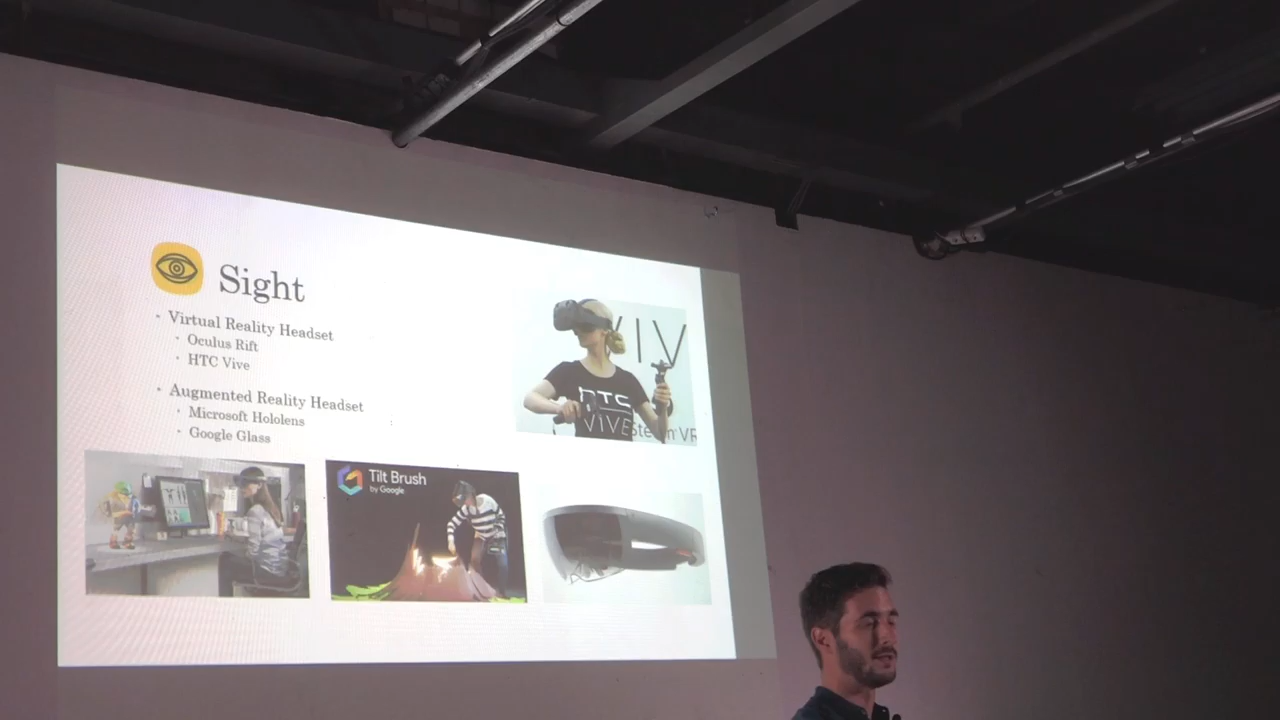 Sight
• Virtual Reality Headset
• Oculus Rift
• HTC Vive
• Augmented Reality Headset
• Microsoft Hololens
• Google Glass
VIV
HTC
VIVE
SteamVR
Tilt Brush
by Google